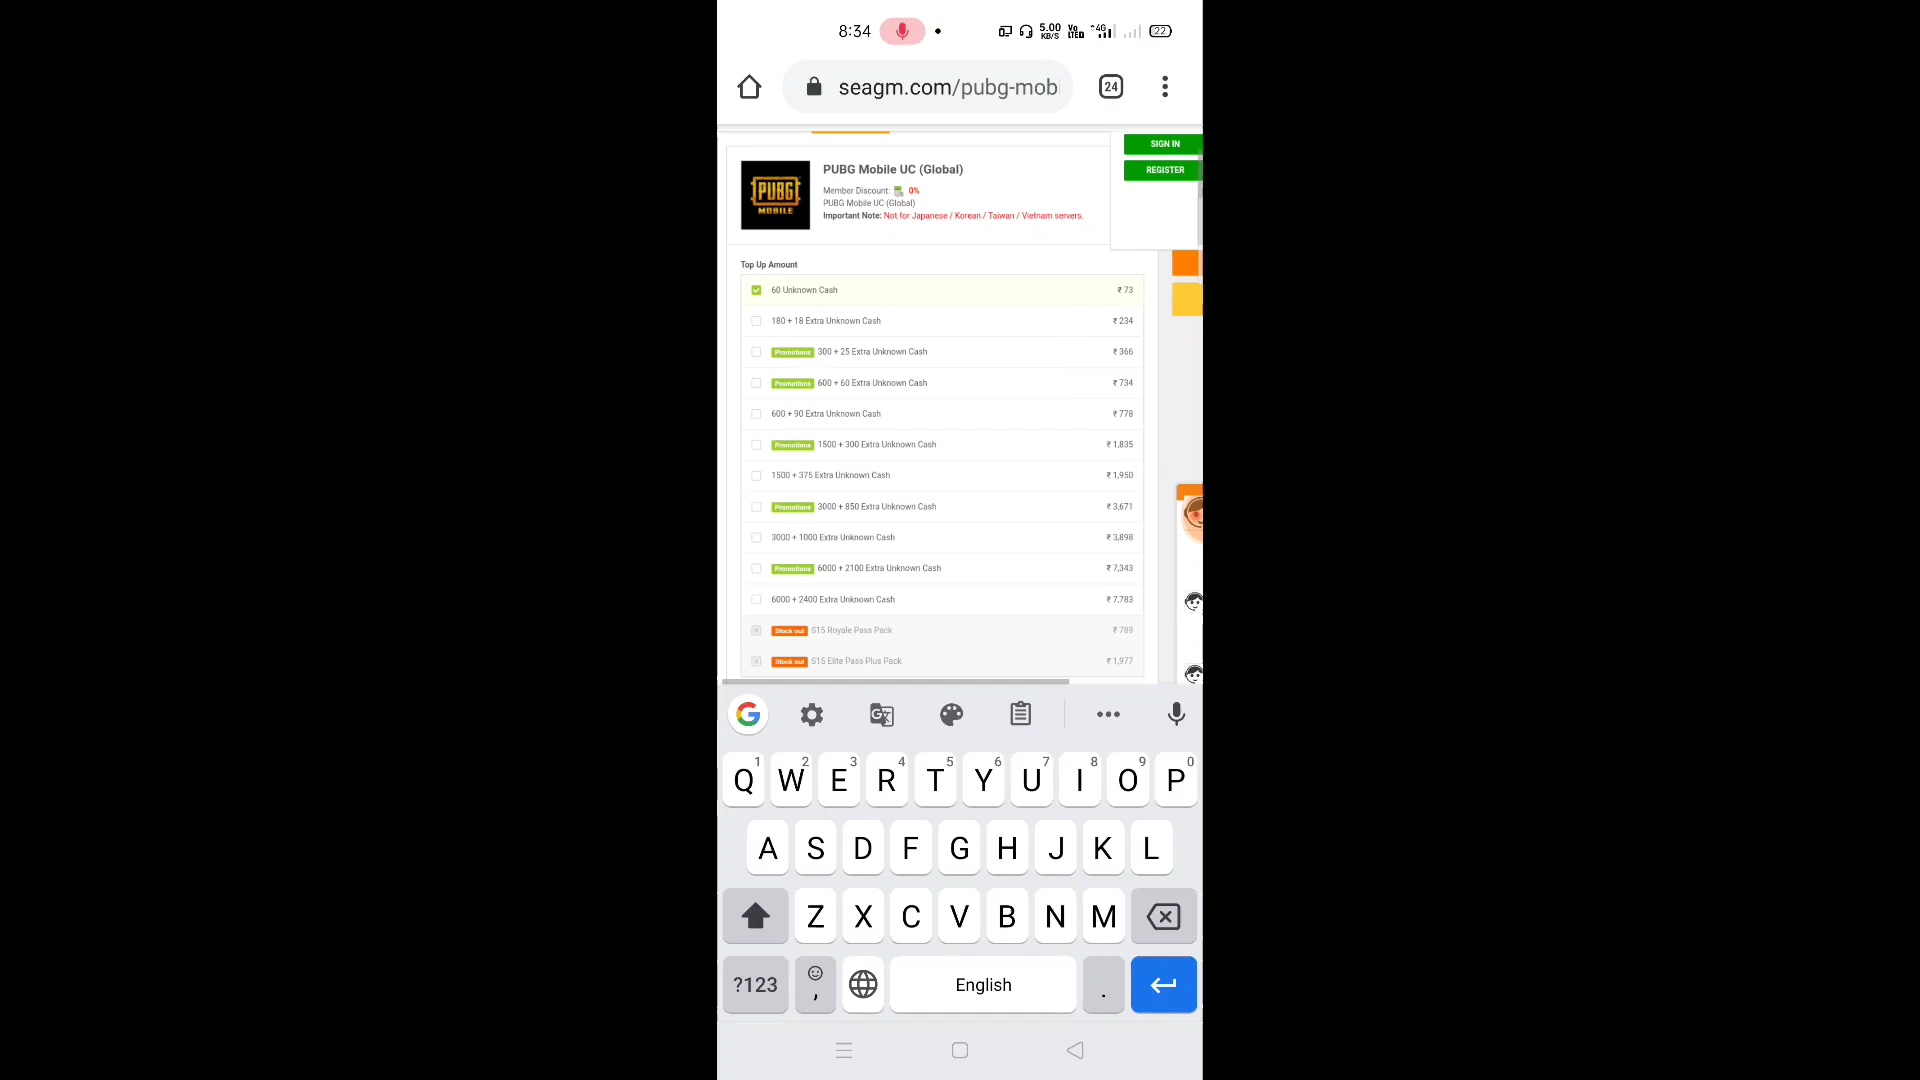 8:34
5.00 KB/S
Vo LTED
4G
22
seagm.com/pubg-mobi
24
SIGN IN
REGISTER
PUBG MOBILE
PUBG Mobile UC (Global)
Member Discount: 0%
PUBG Mobile UC (Global)
Important Note: Not for Japanese / Korean / Taiwan / Vietnam servers.
Top Up Amount
60 Unknown Cash ₹ 73
180 + 18 Extra Unknown Cash ₹ 234
Promotions 300 + 25 Extra Unknown Cash ₹ 366
Promotions 600 + 60 Extra Unknown Cash ₹ 734
600 + 90 Extra Unknown Cash ₹ 778
Promotions 1500 + 300 Extra Unknown Cash ₹ 1,835
1500 + 375 Extra Unknown Cash ₹ 1,950
Promotions 3000 + 850 Extra Unknown Cash ₹ 3,671
3000 + 1000 Extra Unknown Cash ₹ 3,898
Promotions 6000 + 2100 Extra Unknown Cash ₹ 7,343
6000 + 2400 Extra Unknown Cash ₹ 7,783
Stock out S15 Royale Pass Pack ₹ 789
Stock out S15 Elite Pass Plus Pack ₹ 1,977
1 2 3 4 5 6 7 8 9 0
Q W E R T Y U I O P
A S D F G H J K L
Z X C V B N M
?123 , English .